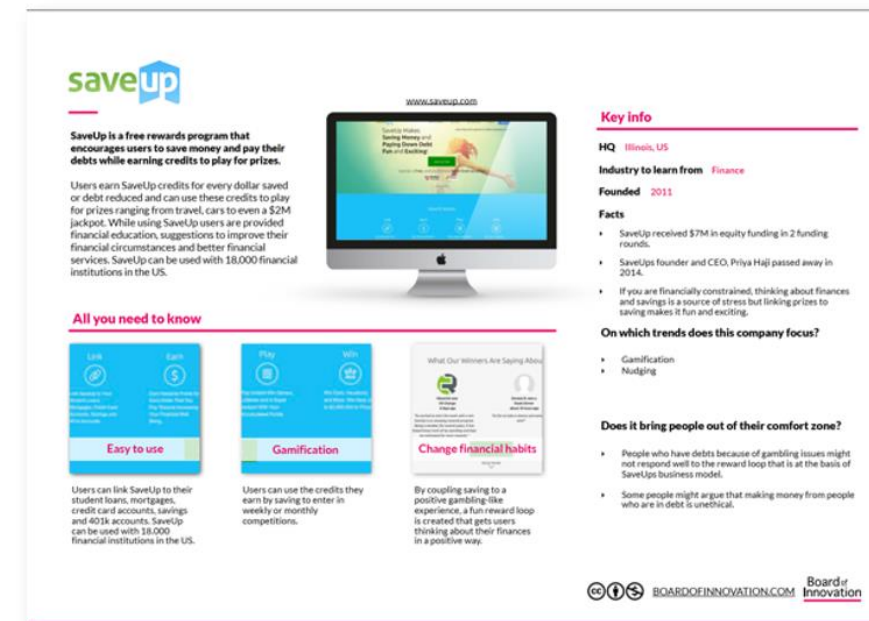 saveup
www.saveup.com
SaveUp is a free rewards program that
encourages users to save money and pay their
debts while earning credits to play for prizes.
Users earn SaveUp credits for every dollar saved
or debt reduced and can use these credits to play
for prizes ranging from travel, cars to even a $2M
jackpot. While using SaveUp users are provided
financial education, suggestions to improve their
financial circumstances and better financial
services. SaveUp can be used with 18,000 financial
institutions in the US.
SaveUp Makes
Saving Money and
Paying Down Debt
Fun and Exciting!
Key info
HQ Illinois, US
Industry to learn from Finance
Founded 2011
Facts
SaveUp received $7M in equity funding in 2 funding
rounds.
SaveUps founder and CEO, Priya Haji passed away in
2014.
If you are financially constrained, thinking about finances
and savings is a source of stress but linking prizes to
saving makes it fun and exciting.
On which trends does this company focus?
Gamification
Nudging
Does it bring people out of their comfort zone?
People who have debts because of gambling issues might
not respond well to the reward loop that is at the basis of
SaveUps business model.
Some people might argue that making money from people
who are in debt is unethical.
All you need to know
Link Earn
Easy to use
Users can link SaveUp to their
student loans, mortgages,
credit card accounts, savings
and 401k accounts. SaveUp
can be used with 18.000
financial institutions in the US.
Play Win
Gamification
Users can use the credits they
earn by saving to enter in
weekly or monthly
competitions.
What Our Winners Are Saying Abou
Change financial habits
By coupling saving to a
positive gambling-like
experience, a fun reward loop
is created that gets users
thinking about their finances
in a positive way.
BOARDOFINNOVATION.COM
Board of
Innovation